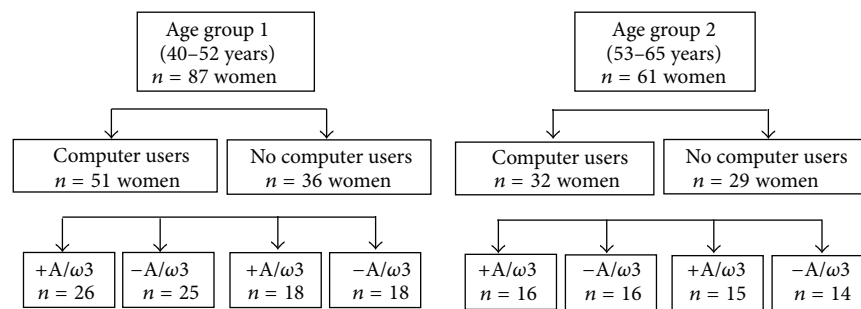 Age group 1
(40–52 years)
n = 87 women
Age group 2
(53–65 years)
n = 61 women
Computer users
n = 51 women
No computer users
n = 36 women
Computer users
n = 32 women
No computer users
n = 29 women
+A/ω3
n = 26
−A/ω3
n = 25
+A/ω3
n = 18
−A/ω3
n = 18
+A/ω3
n = 16
−A/ω3
n = 16
+A/ω3
n = 15
−A/ω3
n = 14